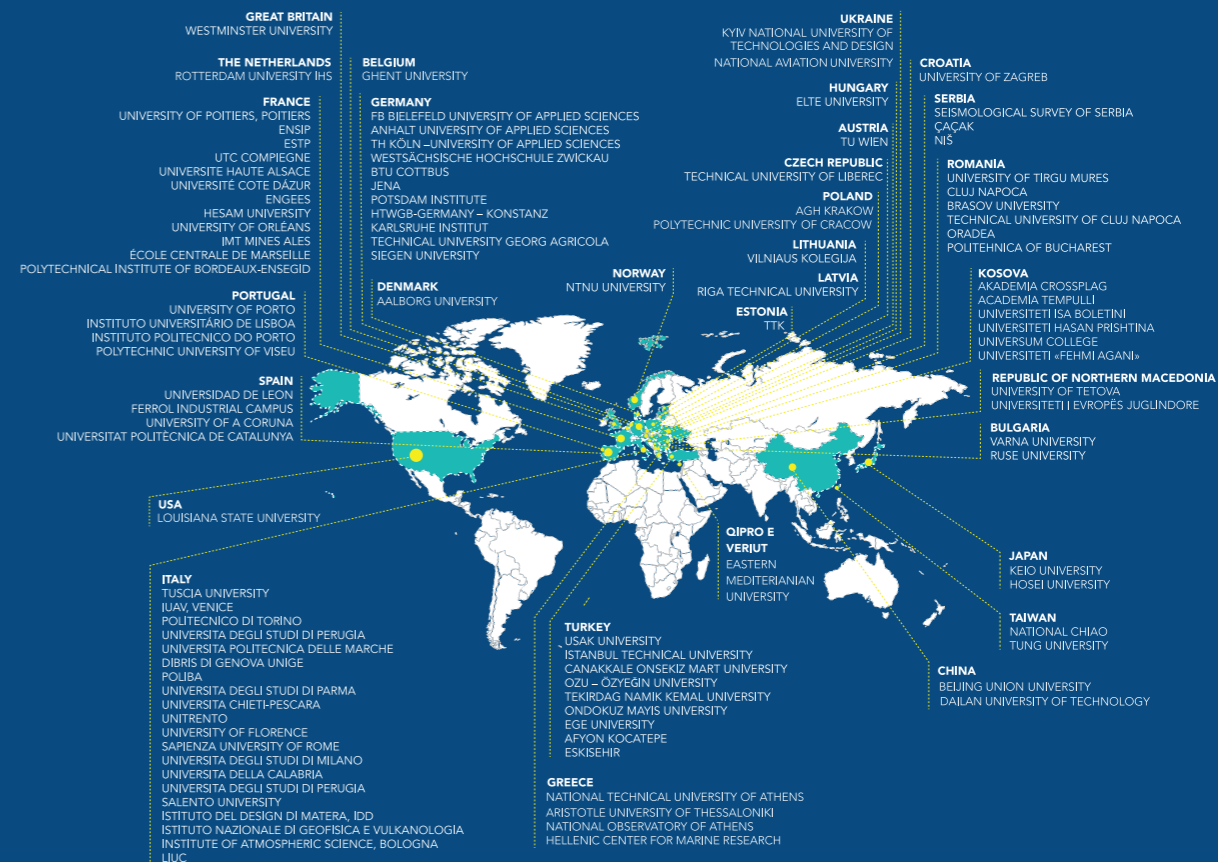 GREAT BRITAIN
WESTMINSTER UNIVERSITY
THE NETHERLANDS
ROTTERDAM UNIVERSITY IHS
FRANCE
UNIVERSITY OF POITIERS, POITIERS
ENSIP
ESTP
UTC COMPIEGNE
UNIVERSITE HAUTE ALSACE
UNIVERSITÉ COTE DÁZUR
ENGEES
HESAM UNIVERSITY
UNIVERSITY OF ORLÉANS
IMT MINES ALES
ÉCOLE CENTRALE DE MARSEILLE
POLYTECHNICAL INSTITUTE OF BORDEAUX-ENSEGID
PORTUGAL
UNIVERSITY OF PORTO
INSTITUTO UNIVERSITÁRIO DE LISBOA
INSTITUTO POLITECNICO DO PORTO
POLYTECHNIC UNIVERSITY OF VISEU
SPAIN
UNIVERSIDAD DE LEON
FERROL INDUSTRIAL CAMPUS
UNIVERSITY OF A CORUNA
UNIVERSITAT POLITÈCNICA DE CATALUNYA
USA
LOUISIANA STATE UNIVERSITY
BELGIUM
GHENT UNIVERSITY
GERMANY
FB BIELEFELD UNIVERSITY OF APPLIED SCIENCES
ANHALT UNIVERSITY OF APPLIED SCIENCES
TH KÖLN –UNIVERSITY OF APPLIED SCIENCES
WESTSÄCHSISCHE HOCHSCHULE ZWICKAU
BTU COTTBUS
JENA
POTSDAM INSTITUTE
HTWGB-GERMANY – KONSTANZ
KARLSRUHE INSTITUT
TECHNICAL UNIVERSITY GEORG AGRICOLA
SIEGEN UNIVERSITY
DENMARK
AALBORG UNIVERSITY
NORWAY
NTNU UNIVERSITY
UKRAINE
KYIV NATIONAL UNIVERSITY OF
TECHNOLOGIES AND DESIGN
NATIONAL AVIATION UNIVERSITY
HUNGARY
ELTE UNIVERSITY
AUSTRIA
TU WIEN
CZECH REPUBLIC
TECHNICAL UNIVERSITY OF LIBEREC
POLAND
AGH KRAKOW
POLYTECHNIC UNIVERSITY OF CRACOW
LITHUANIA
VILNIAUS KOLEGIJA
LATVIA
RIGA TECHNICAL UNIVERSITY
ESTONIA
TTK
CROATIA
UNIVERSITY OF ZAGREB
SERBIA
SEISMOLOGICAL SURVEY OF SERBIA
ÇAÇAK
NIŠ
ROMANIA
UNIVERSITY OF TIRGU MURES
CLUJ NAPOCA
BRASOV UNIVERSITY
TECHNICAL UNIVERSITY OF CLUJ NAPOCA
ORADEA
POLITEHNICA OF BUCHAREST
KOSOVA
AKADEMIA CROSSPLAG
ACADEMIA TEMPULLI
UNIVERSITETI ISA BOLETINI
UNIVERSITETI HASAN PRISHTINA
UNIVERSUM COLLEGE
UNIVERSITETI «FEHMI AGANI»
REPUBLIC OF NORTHERN MACEDONIA
UNIVERSITY OF TETOVA
UNIVERSITETI I EVROPËS JUGLINDORE
BULGARIA
VARNA UNIVERSITY
RUSE UNIVERSITY
JAPAN
KEIO UNIVERSITY
HOSEI UNIVERSITY
TAIWAN
NATIONAL CHIAO
TUNG UNIVERSITY
CHINA
BEIJING UNION UNIVERSITY
DAILAN UNIVERSITY OF TECHNOLOGY
QIPRO E
VERIUT
EASTERN
MEDITERIANIAN
UNIVERSITY
ITALY
TUSCIA UNIVERSITY
IUAV, VENICE
POLITECNICO DI TORINO
UNIVERSITA DEGLI STUDI DI PERUGIA
UNIVERSITA POLITECNICA DELLE MARCHE
DIBRIS DI GENOVA UNIGE
POLIBA
UNIVERSITA DEGLI STUDI DI PARMA
UNIVERSITA CHIETI-PESCARA
UNITRENTO
UNIVERSITY OF FLORENCE
SAPIENZA UNIVERSITY OF ROME
UNIVERSITA DEGLI STUDI DI MILANO
UNIVERSITA DELLA CALABRIA
UNIVERSITA DEGLI STUDI DI PERUGIA
SALENTO UNIVERSITY
ISTITUTO DEL DESIGN DI MATERA, IDD
ISTITUTO NAZIONALE DI GEOFISICA E VULKANOLOGIA
INSTITUTE OF ATMOSPHERIC SCIENCE, BOLOGNA
LIUC
TURKEY
USAK UNIVERSITY
İSTANBUL TECHNICAL UNIVERSITY
CANAKKALE ONSEKIZ MART UNIVERSITY
OZU – ÖZYEĞIN UNIVERSITY
TEKIRDAG NAMIK KEMAL UNIVERSITY
ONDOKUZ MAYIS UNIVERSITY
EGE UNIVERSITY
AFYON KOCATEPE
ESKISEHIR
GREECE
NATIONAL TECHNICAL UNIVERSITY OF ATHENS
ARISTOTLE UNIVERSITY OF THESSALONIKI
NATIONAL OBSERVATORY OF ATHENS
HELLENIC CENTER FOR MARINE RESEARCH